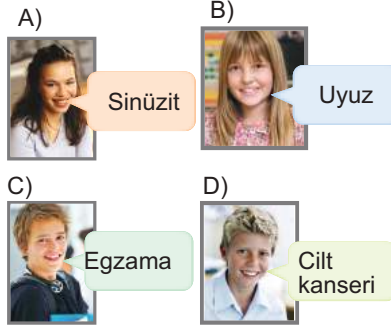 A)
Sinüzit
B)
Uyuz
C)
Egzama
D)
Cilt
kanseri